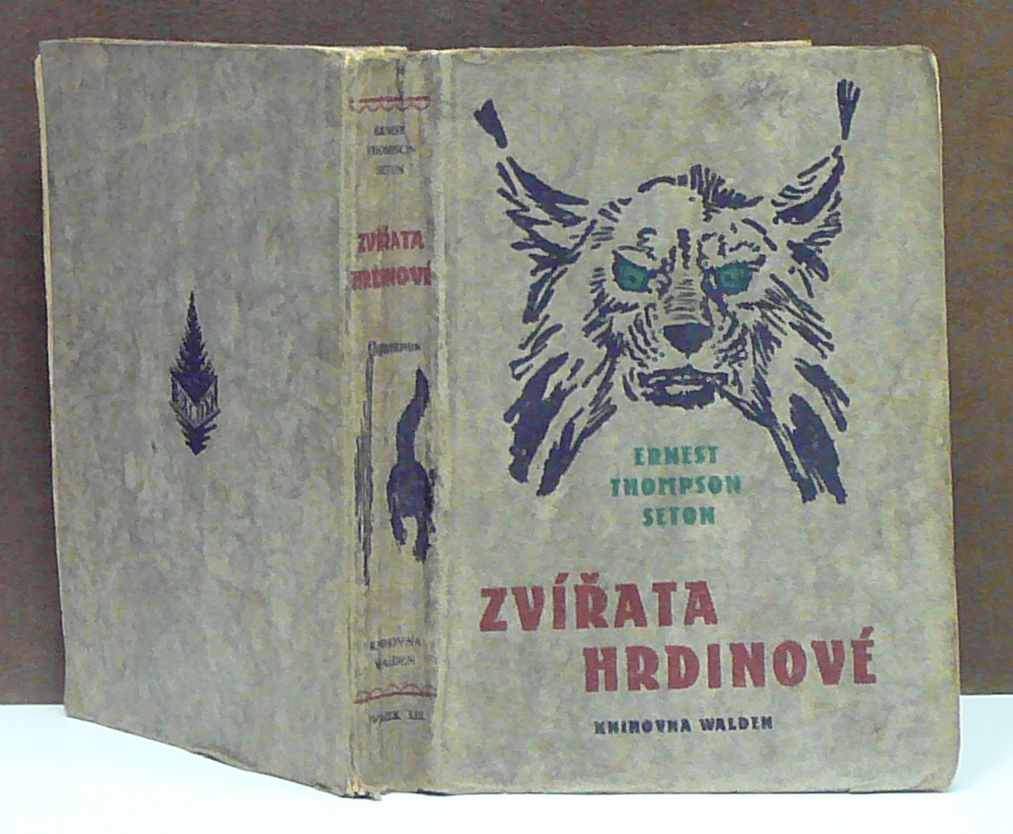 ERNEST
THOMPSON
SETON
ZVÍŘATA
HRDINOVÉ
KNIHOVNA WALDEN
ERNEST
THOMPSON
SETON
ZVÍŘATA
HRDINOVÉ
KNIHOVNA
WALDEN